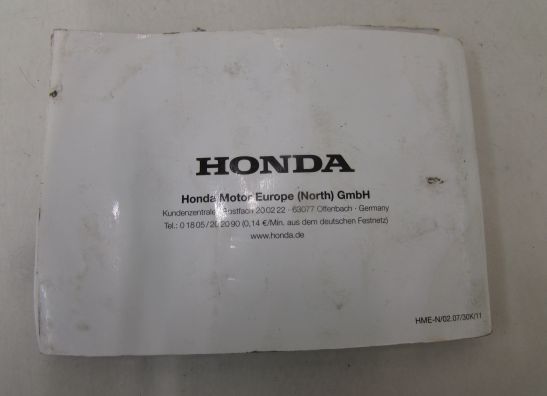 HONDA
Honda Motor Europe (North) GmbH
Kundenzentrale · Postfach 20 02 22 · 63077 Offenbach · Germany
Tel.: 0 18 05 / 20 20 90 (0,14 €/Min. aus dem deutschen Festnetz)
www.honda.de
HME-N/02.07/30K/11